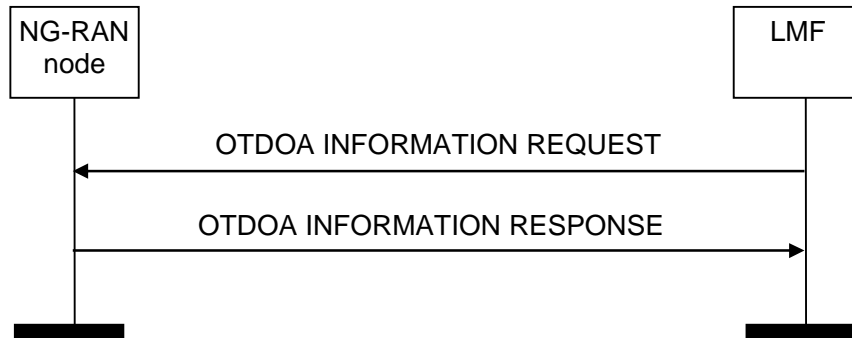 NG-RAN
node
LMF
OTDOA INFORMATION REQUEST
OTDOA INFORMATION RESPONSE